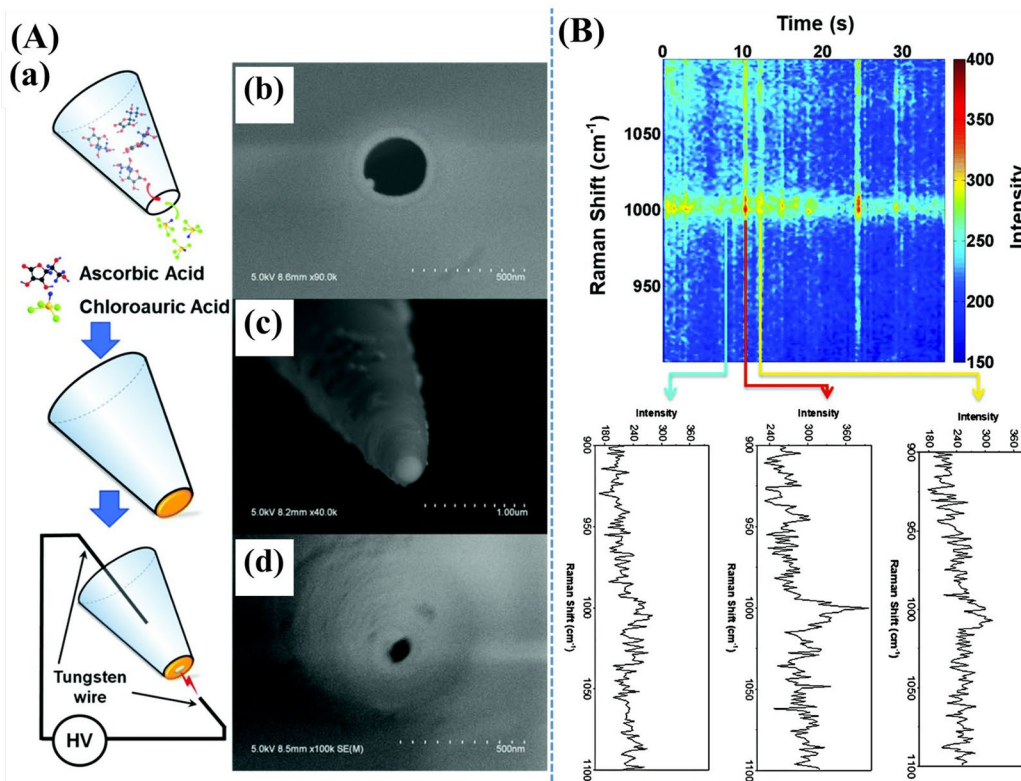 (A)
(a)
Ascorbic Acid
Chloroauric Acid
Tungsten
wire
HV
(b)
5.0kV 8.6mm x90.0k
500nm
(c)
5.0kV 8.2mm x40.0k
1.00um
(d)
5.0kV 8.5mm x100k SE(M)
500nm
(B)
Time (s)
0 10 20 30
Raman Shift (cm-1)
1050
1000
950
400
350
300
250
200
150
Intensity
Intensity
180 240 300 360
900
950
1000
1050
1100
Raman Shift (cm-1)
Intensity
240 300 360
900
950
1000
1050
1100
Raman Shift (cm-1)
Intensity
180 240 300 360
900
950
1000
1050
1100
Raman Shift (cm-1)